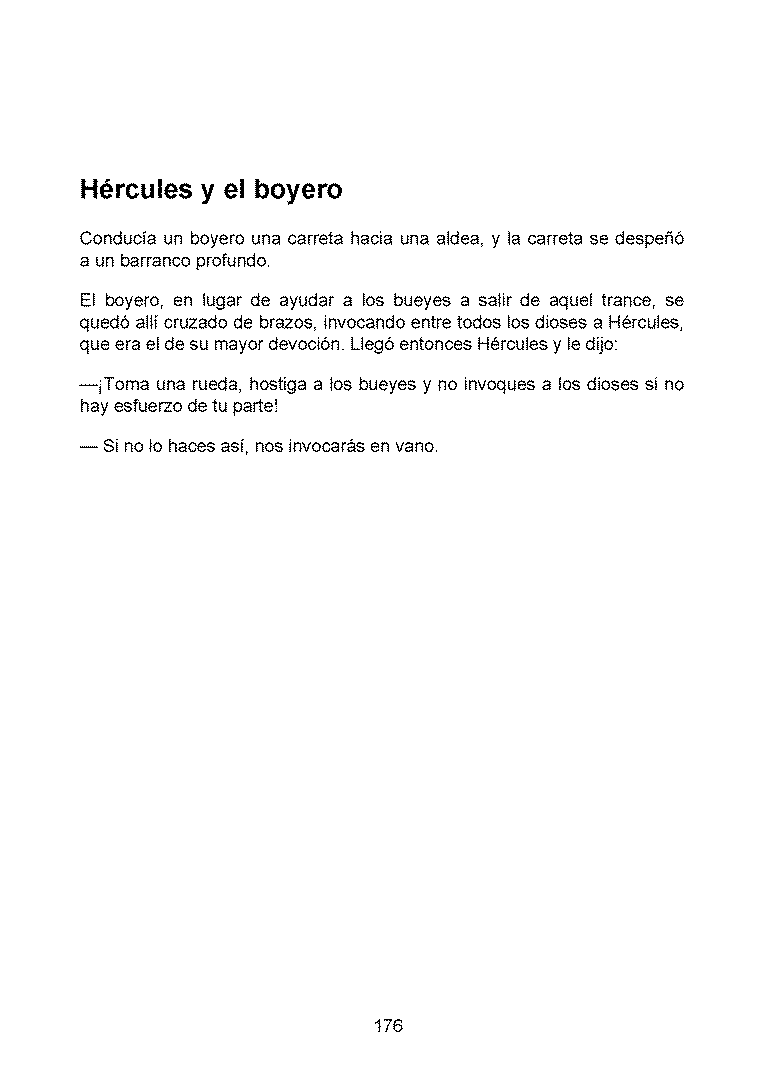 Hércules y el boyero
Conducía un boyero una carreta hacia una aldea, y la carreta se despeñó
a un barranco profundo.
El boyero, en lugar de ayudar a los bueyes a salir de aquel trance, se
quedó allí cruzado de brazos, invocando entre todos los dioses a Hércules,
que era el de su mayor devoción. Llegó entonces Hércules y le dijo:
—¡Toma una rueda, hostiga a los bueyes y no invoques a los dioses si no
hay esfuerzo de tu parte!
— Si no lo haces así, nos invocarás en vano.
176